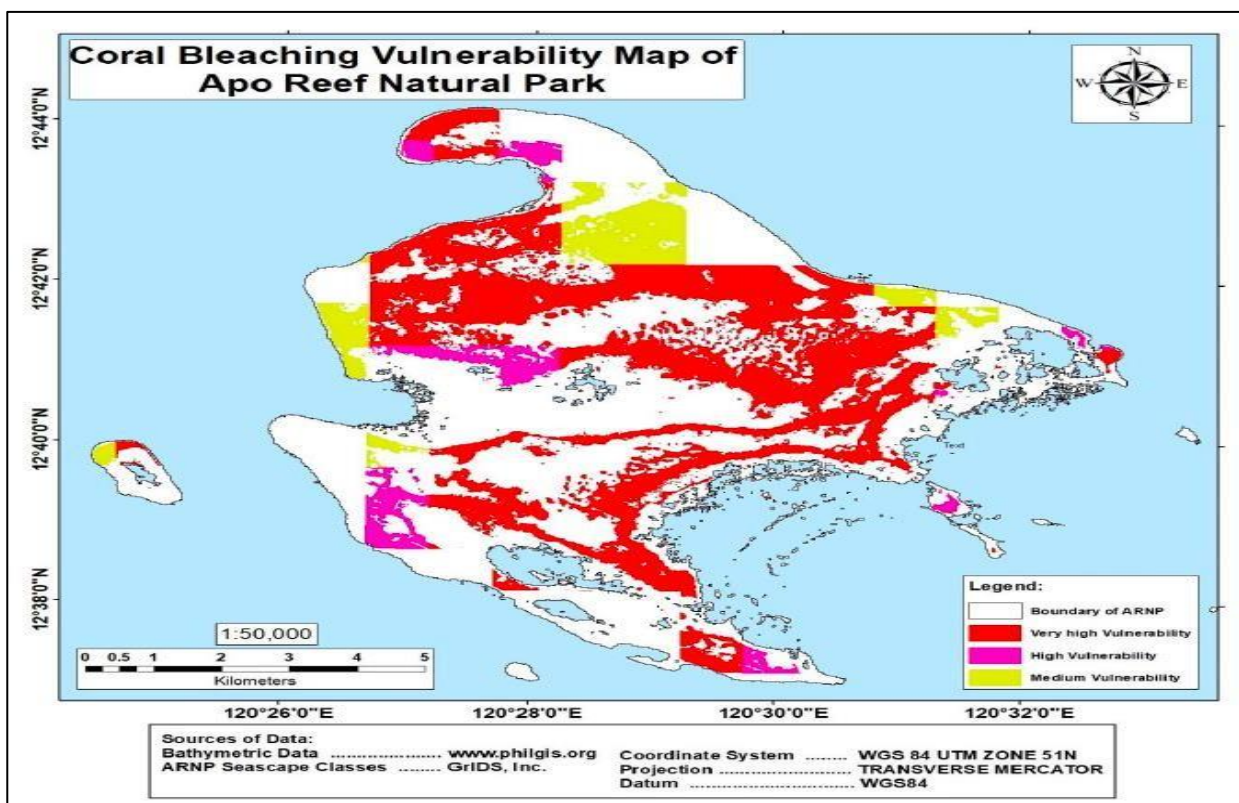 Coral Bleaching Vulnerability Map of
Apo Reef Natural Park
N
W E
S
12°44'0"N
12°42'0"N
12°40'0"N
12°38'0"N
Text
Legend:
Boundary of ARNP
Very high Vulnerability
High Vulnerability
Medium Vulnerability
1:50,000
0 0.5 1 2 3 4 5
Kilometers
120°26'0"E 120°28'0"E 120°30'0"E 120°32'0"E
Sources of Data:
Bathymetric Data .................. www.philgis.org
ARNP Seascape Classes ....... GrIDS, Inc.
Coordinate System ....... WGS 84 UTM ZONE 51N
Projection ...................... TRANSVERSE MERCATOR
Datum ......................... WGS84